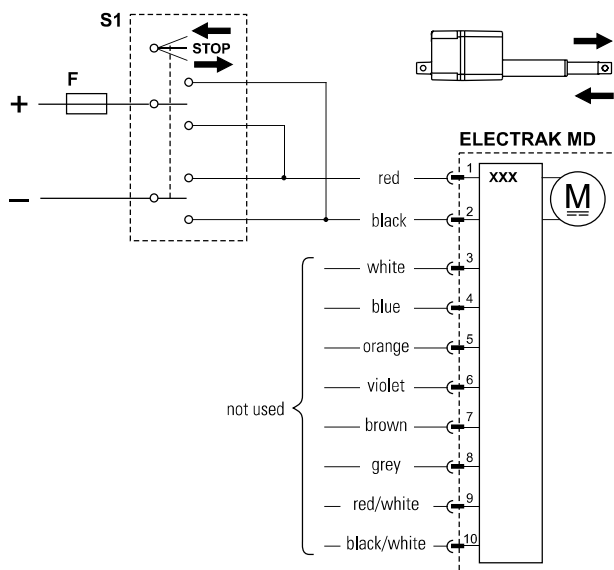 S1
STOP
F
+
–
ELECTRAK MD
XXX
M
red 1
black 2
white 3
blue 4
orange 5
violet 6
not used
brown 7
grey 8
red/white 9
black/white 10